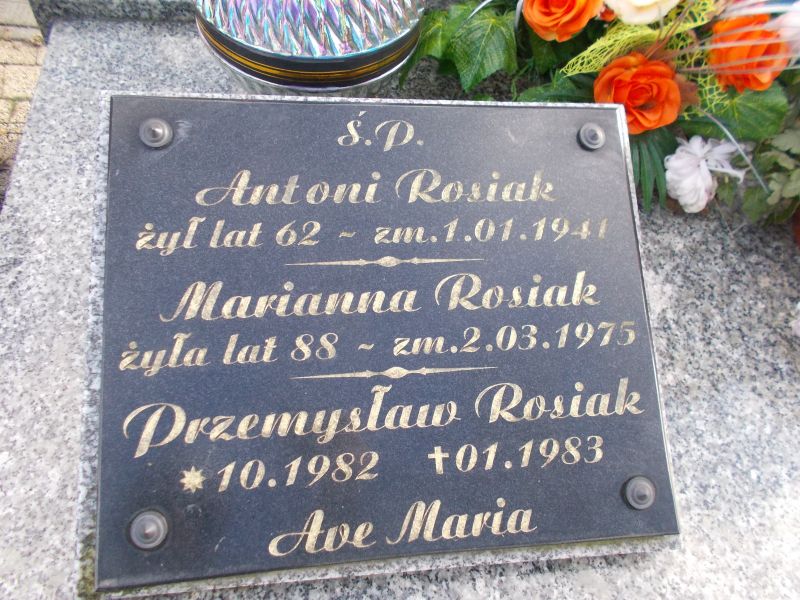 Ś.P.
Antoni Rosiak
żył lat 62 ~ zm.1.01.1941
Marianna Rosiak
żyła lat 88 ~ zm.2.03.1975
Przemysław Rosiak
*10.1982 †01.1983
Ave Maria